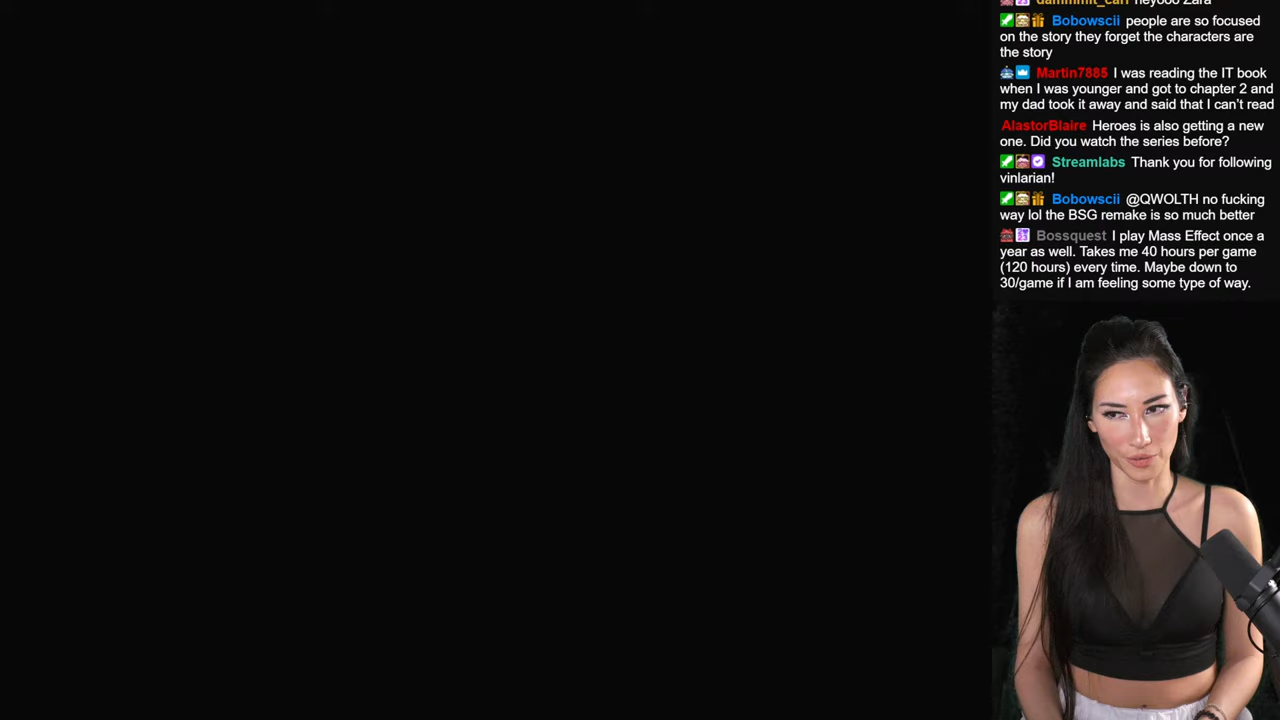 dammmit_carl heyooo Zara
Bobowscii people are so focused
on the story they forget the characters are
the story
Martin7885 I was reading the IT book
when I was younger and got to chapter 2 and
my dad took it away and said that I can't read
AlastorBlaire Heroes is also getting a new
one. Did you watch the series before?
Streamlabs Thank you for following
vinlarian!
Bobowscii @QWOLTH no fucking
way lol the BSG remake is so much better
Bossquest I play Mass Effect once a
year as well. Takes me 40 hours per game
(120 hours) every time. Maybe down to
30/game if I am feeling some type of way.